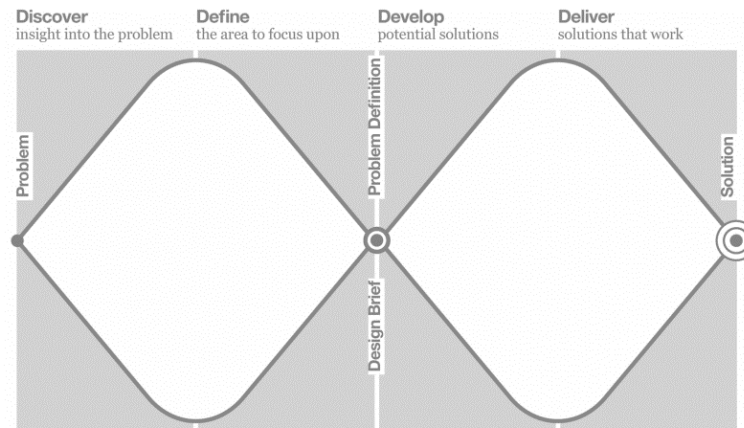 Discover
insight into the problem
Define
the area to focus upon
Develop
potential solutions
Deliver
solutions that work
Problem
Problem Definition
Design Brief
Solution